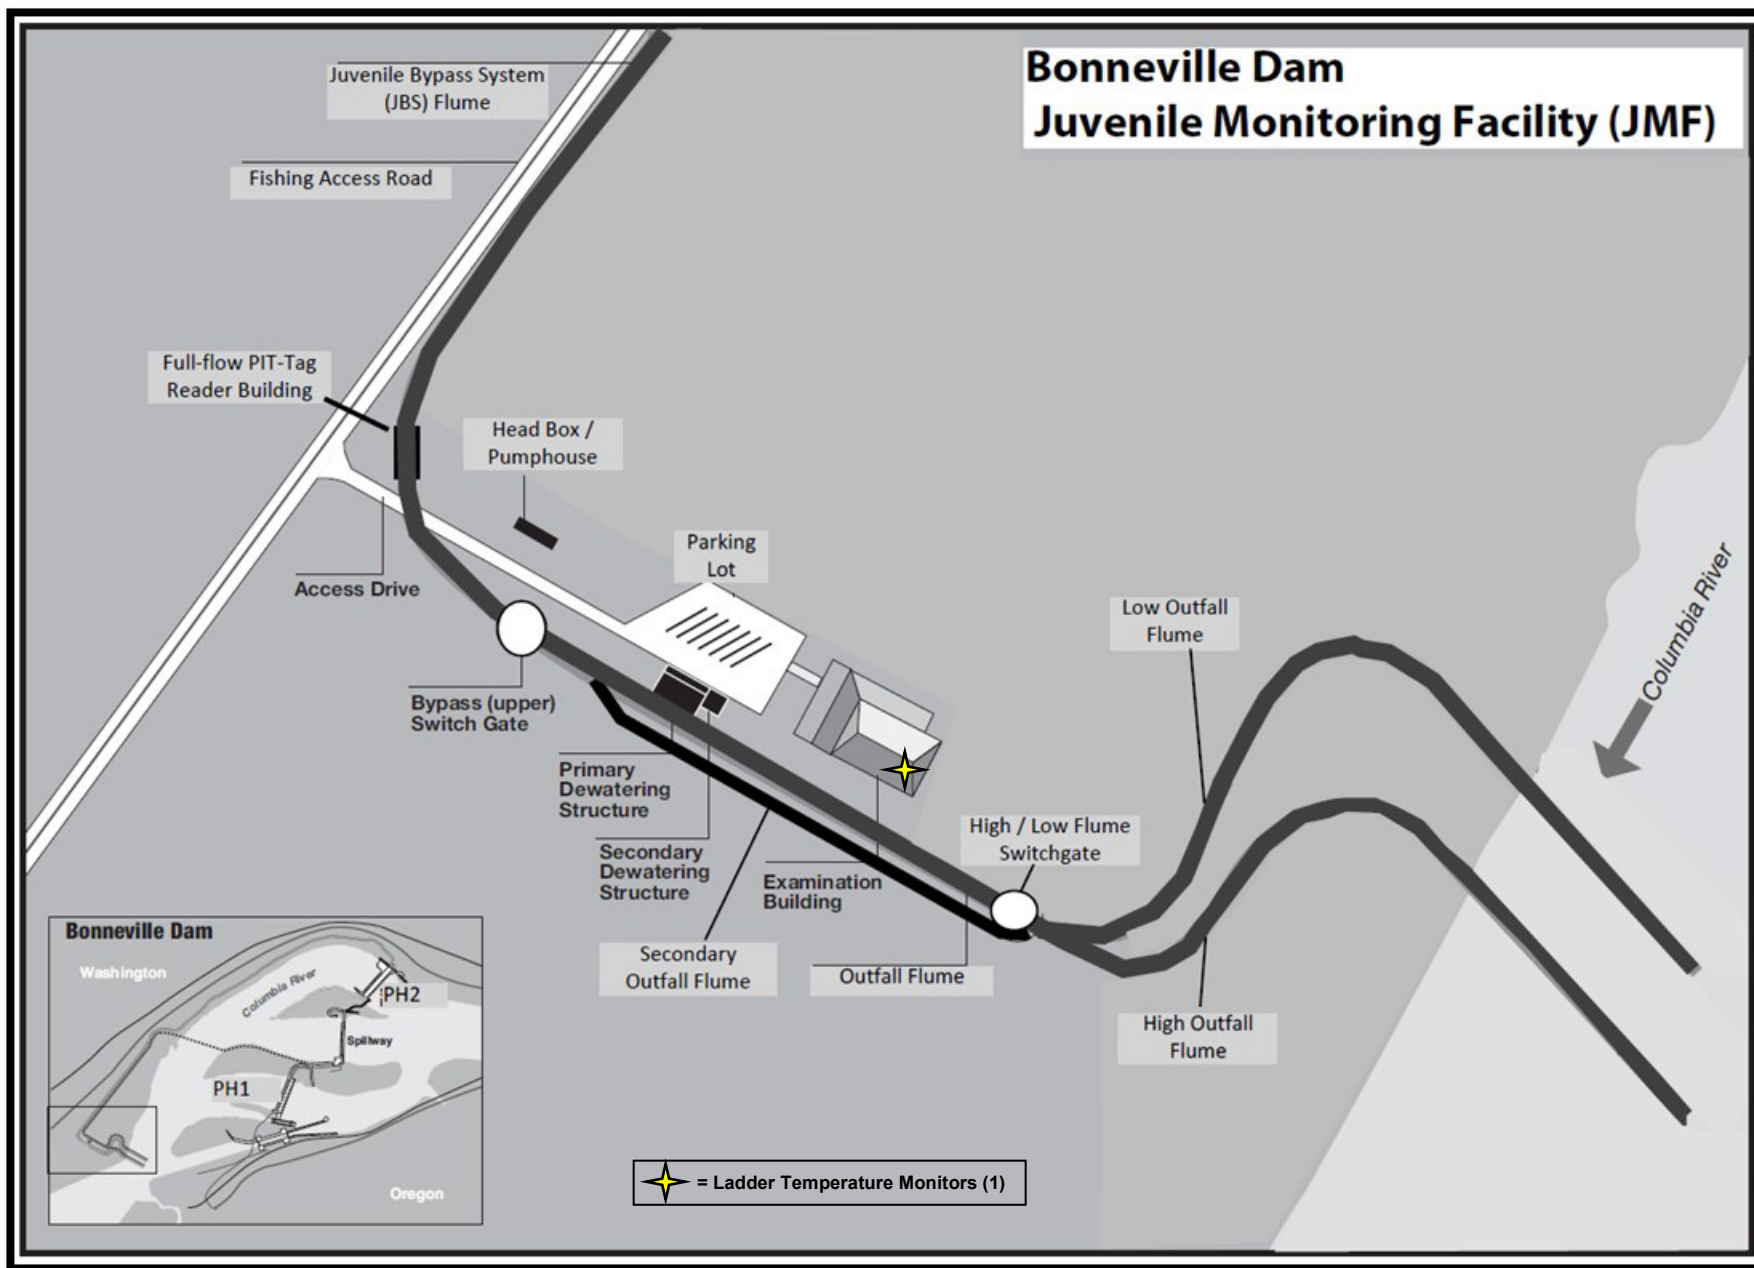 Bonneville Dam
Juvenile Monitoring Facility (JMF)
Juvenile Bypass System
(JBS) Flume
Fishing Access Road
Full-flow PIT-Tag
Reader Building
Head Box /
Pumphouse
Parking
Lot
Access Drive
Bypass (upper)
Switch Gate
Low Outfall
Flume
Columbia River
Primary
Dewatering
Structure
Secondary
Dewatering
Structure
Examination
Building
High / Low Flume
Switchgate
Secondary
Outfall Flume
Outfall Flume
High Outfall
Flume
Bonneville Dam
Washington
Columbia River
PH2
Spillway
PH1
Oregon
= Ladder Temperature Monitors (1)